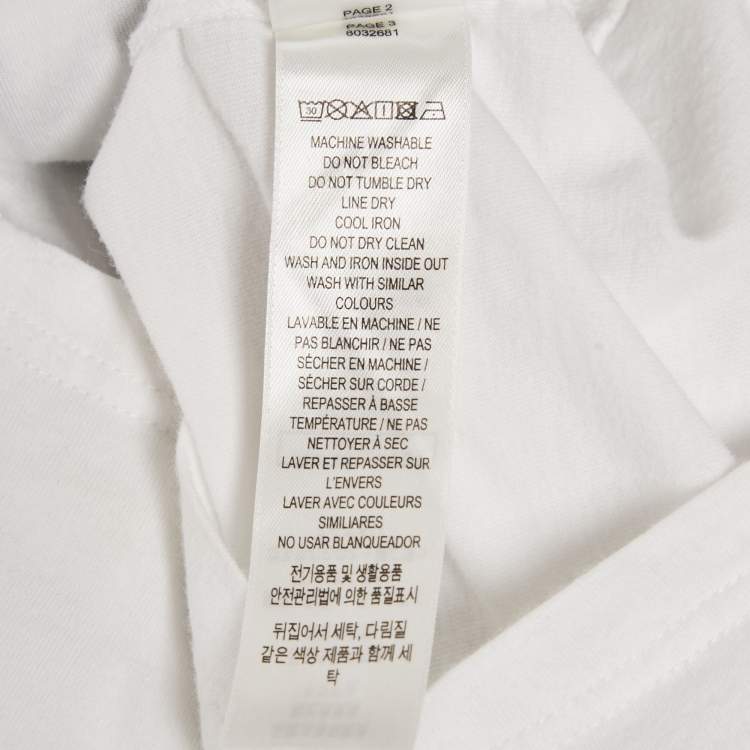 PAGE 2
PAGE 3
8032681
30
MACHINE WASHABLE
DO NOT BLEACH
DO NOT TUMBLE DRY
LINE DRY
COOL IRON
DO NOT DRY CLEAN
WASH AND IRON INSIDE OUT
WASH WITH SIMILAR
COLOURS
LAVABLE EN MACHINE / NE
PAS BLANCHIR / NE PAS
SÉCHER EN MACHINE /
SÉCHER SUR CORDE /
REPASSER À BASSE
TEMPÉRATURE / NE PAS
NETTOYER À SEC
LAVER ET REPASSER SUR
L'ENVERS
LAVER AVEC COULEURS
SIMILIARES
NO USAR BLANQUEADOR
전기용품 및 생활용품
안전관리법에 의한 품질표시
뒤집어서 세탁, 다림질
같은 색상 제품과 함께 세
탁